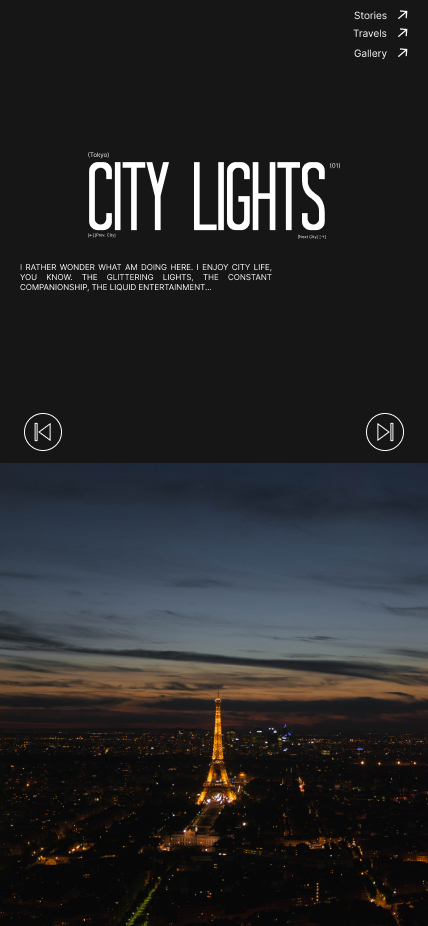 Stories
Travels
Gallery
(Tokyo)
CITY LIGHTS
(01)
(←)(Prev. City)
(Next City)(→)
I RATHER WONDER WHAT AM DOING HERE. I ENJOY CITY LIFE,
YOU KNOW. THE GLITTERING LIGHTS, THE CONSTANT
COMPANIONSHIP, THE LIQUID ENTERTAINMENT...